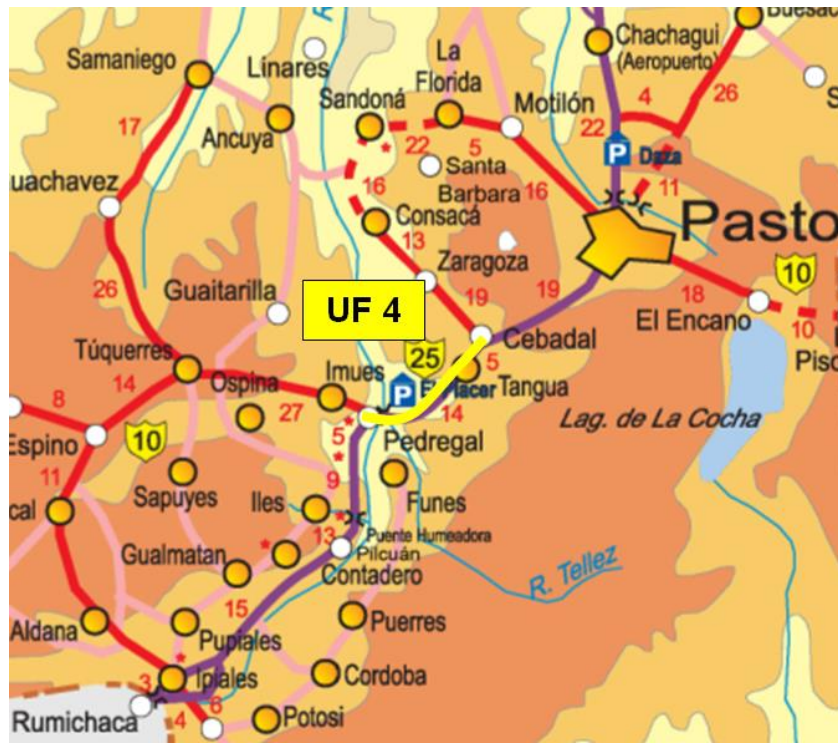 Samaniego
Linares
La
Florida
Chachagui
(Aeropuerto)
Buesac
Sandoná
Motilón
4
26
17
Ancuya
22
5
22
P
Daza
uachavez
Santa
Barbara
16
11
16
Consacá
13
Pasto
Zaragoza
26
Guaitarilla
UF 4
19
19
18
10
Cebadal
El Encano
10
Túquerres
25
5
Pisc
14
Ospina
Imues
P
Tangua
8
27
14
Lag. de La Cocha
Espino
10
5
Pedregal
11
9
Sapuyes
Funes
cal
Iles
13
Puente Humeadora
Gualmatan
Pilcuán
R. Tellez
Contadero
15
Aldana
Pupiales
Puerres
3
Ipiales
Cordoba
Rumichaca
4
6
Potosi